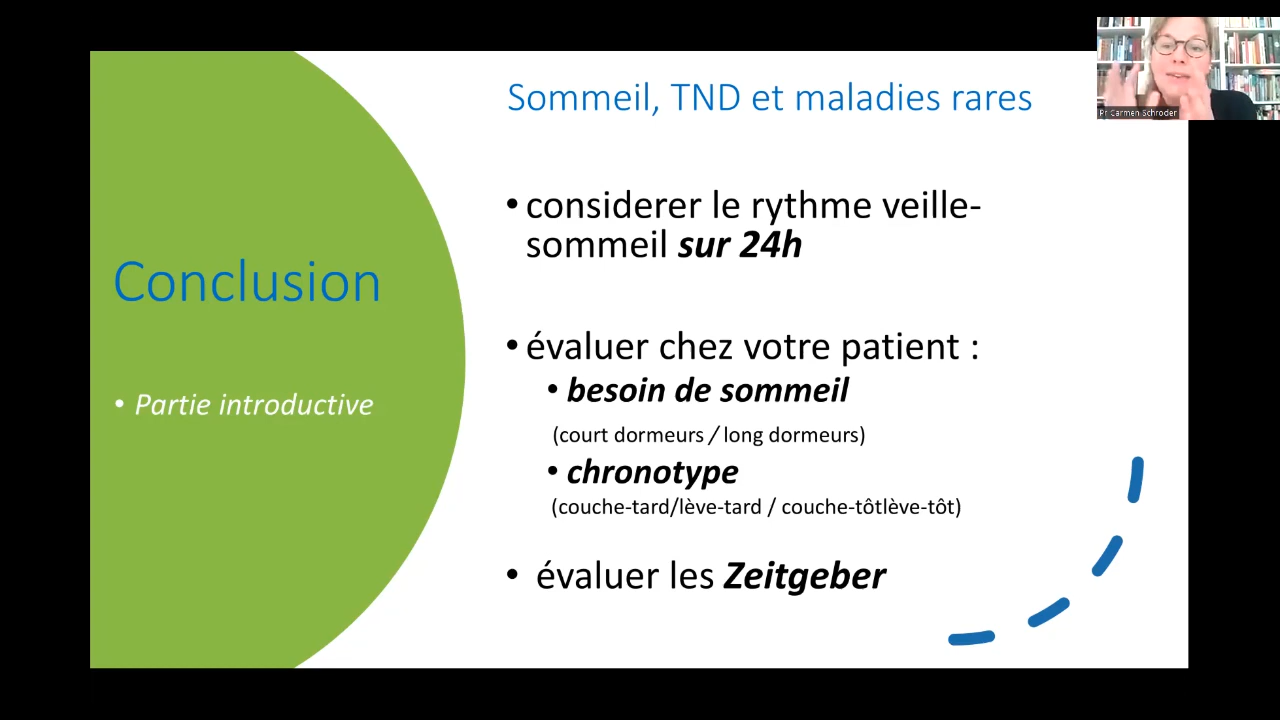 Sommeil, TND et maladies rares
Pr Carmen Schroder
Conclusion
• Partie introductive
• considerer le rythme veille-
sommeil sur 24h
• évaluer chez votre patient :
• besoin de sommeil
(court dormeurs / long dormeurs)
• chronotype
(couche-tard/lève-tard / couche-tôtlève-tôt)
• évaluer les Zeitgeber